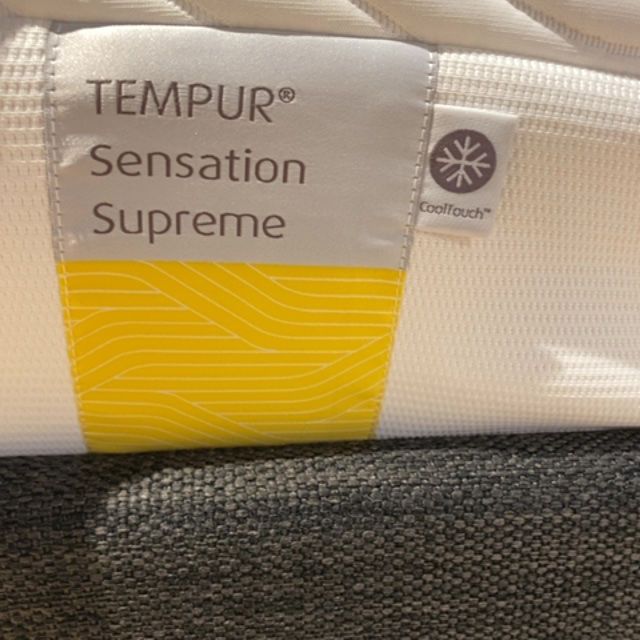 TEMPUR®
Sensation
Supreme
CoolTouch™